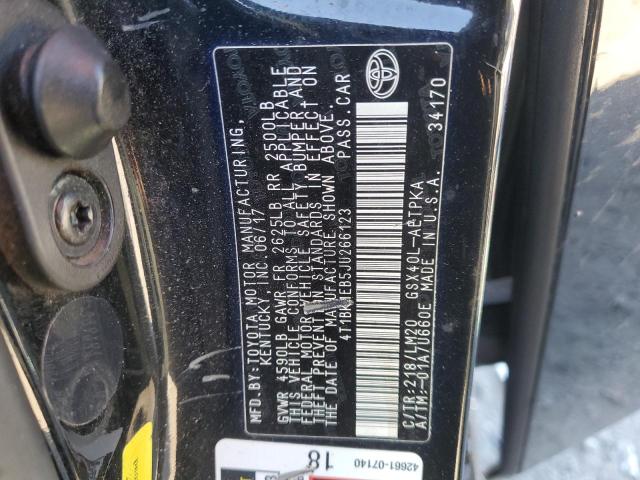 MFD.BY: TOYOTA MOTOR MANUFACTURING,
KENTUCKY, INC. 06/17
GVWR 4590LB GAWR FR 2625LB RR 2500LB
THIS VEHICLE CONFORMS TO ALL APPLICABLE
FEDERAL MOTOR VEHICLE SAFETY, BUMPER AND
THEFT PREVENTION STANDARDS IN EFFECT ON
THE DATE OF MANUFACTURE SHOWN ABOVE.
PASS. CAR
C/TR:218/LM20 GSX40L-AETPKA
A/TM:-01A/U660E MADE IN U.S.A. 34170
42661-07140
18